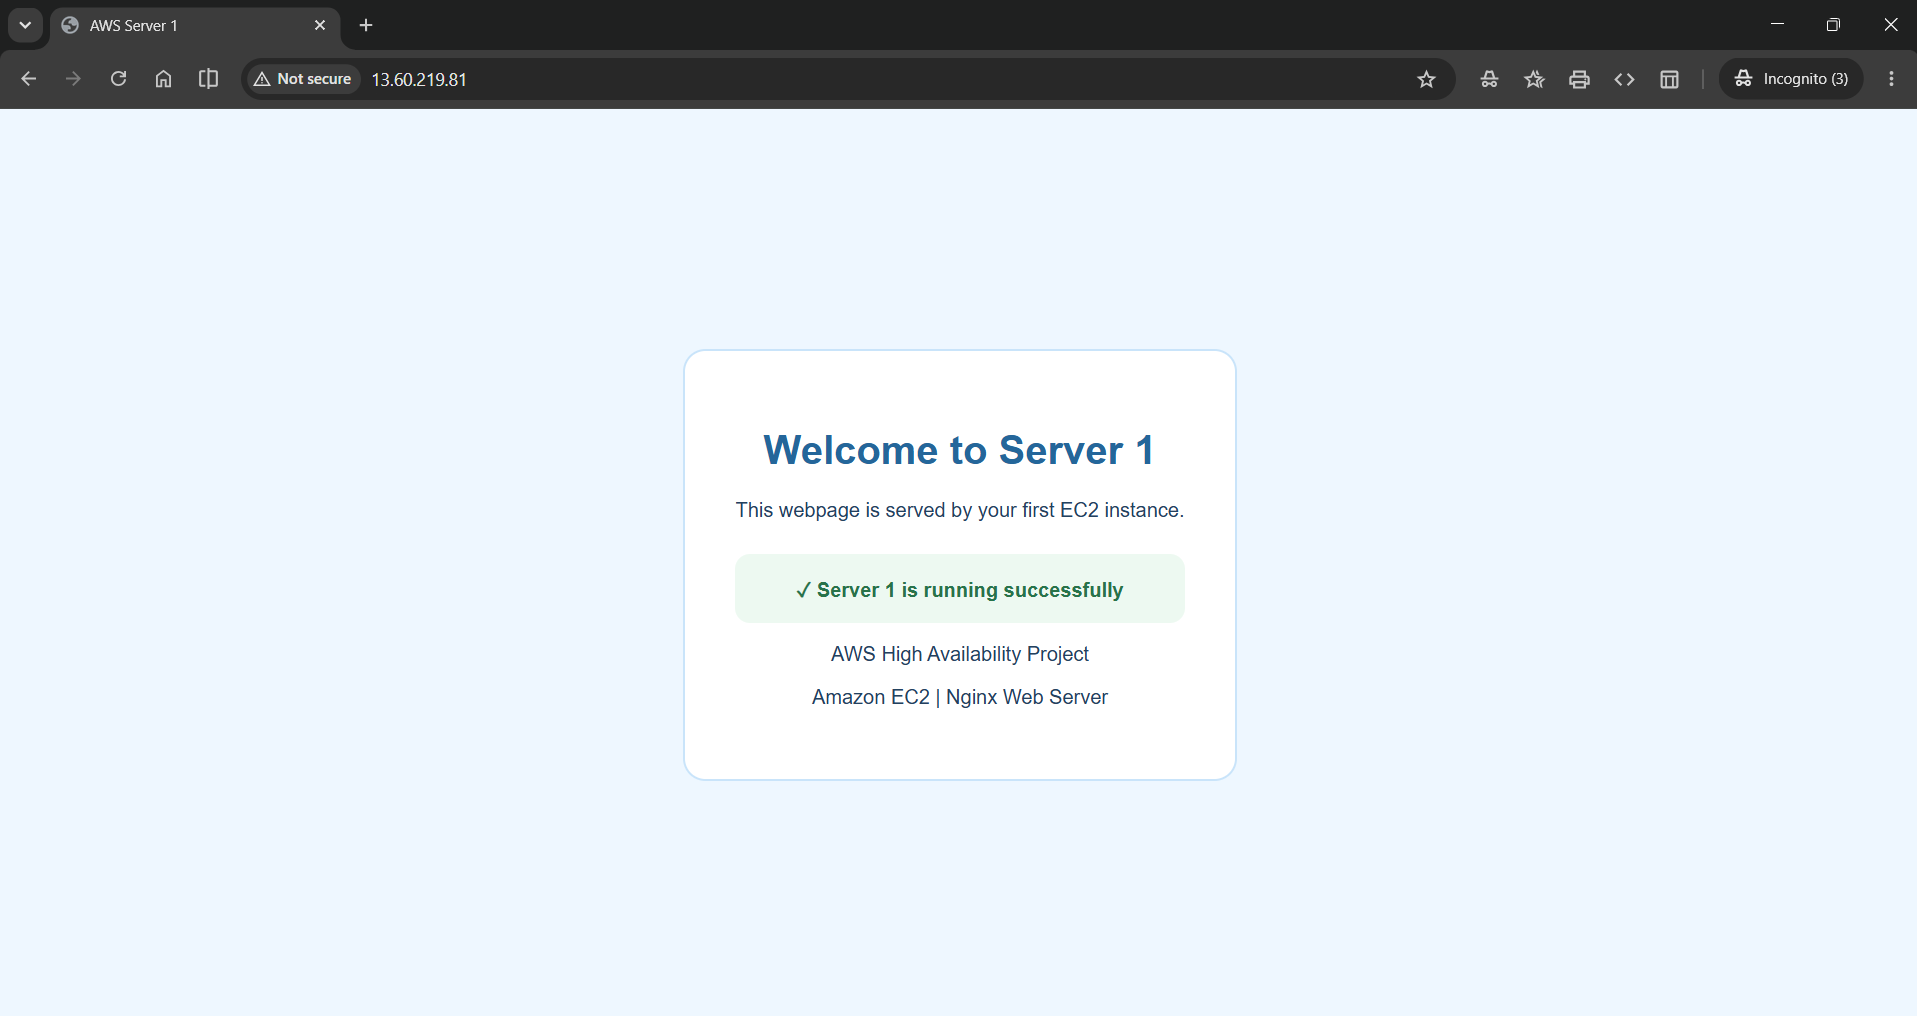 AWS Server 1
Not secure
13.60.219.81
Incognito (3)
Welcome to Server 1
This webpage is served by your first EC2 instance.
✓ Server 1 is running successfully
AWS High Availability Project
Amazon EC2 | Nginx Web Server